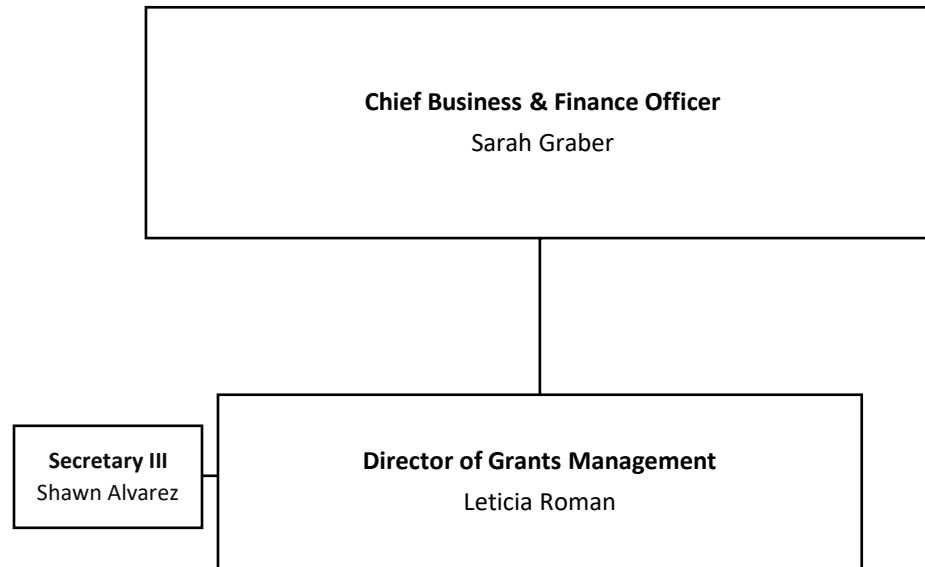 Chief Business & Finance Officer
Sarah Graber
Secretary III
Shawn Alvarez
Director of Grants Management
Leticia Roman